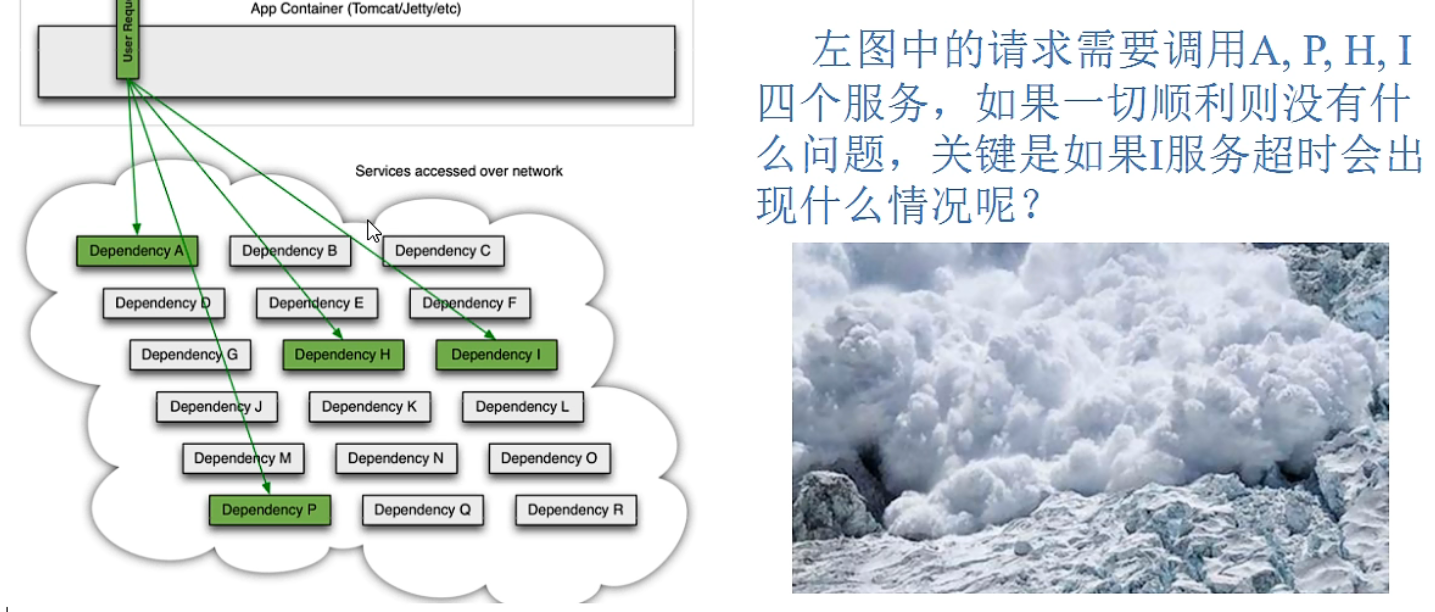 App Container (Tomcat/Jetty/etc)
User Requ
Services accessed over network
Dependency A
Dependency B
Dependency C
Dependency D
Dependency E
Dependency F
Dependency G
Dependency H
Dependency I
Dependency J
Dependency K
Dependency L
Dependency M
Dependency N
Dependency O
Dependency P
Dependency Q
Dependency R
左图中的请求需要调用A, P, H, I
四个服务，如果一切顺利则没有什
么问题，关键是如果I服务超时会出
现什么情况呢？